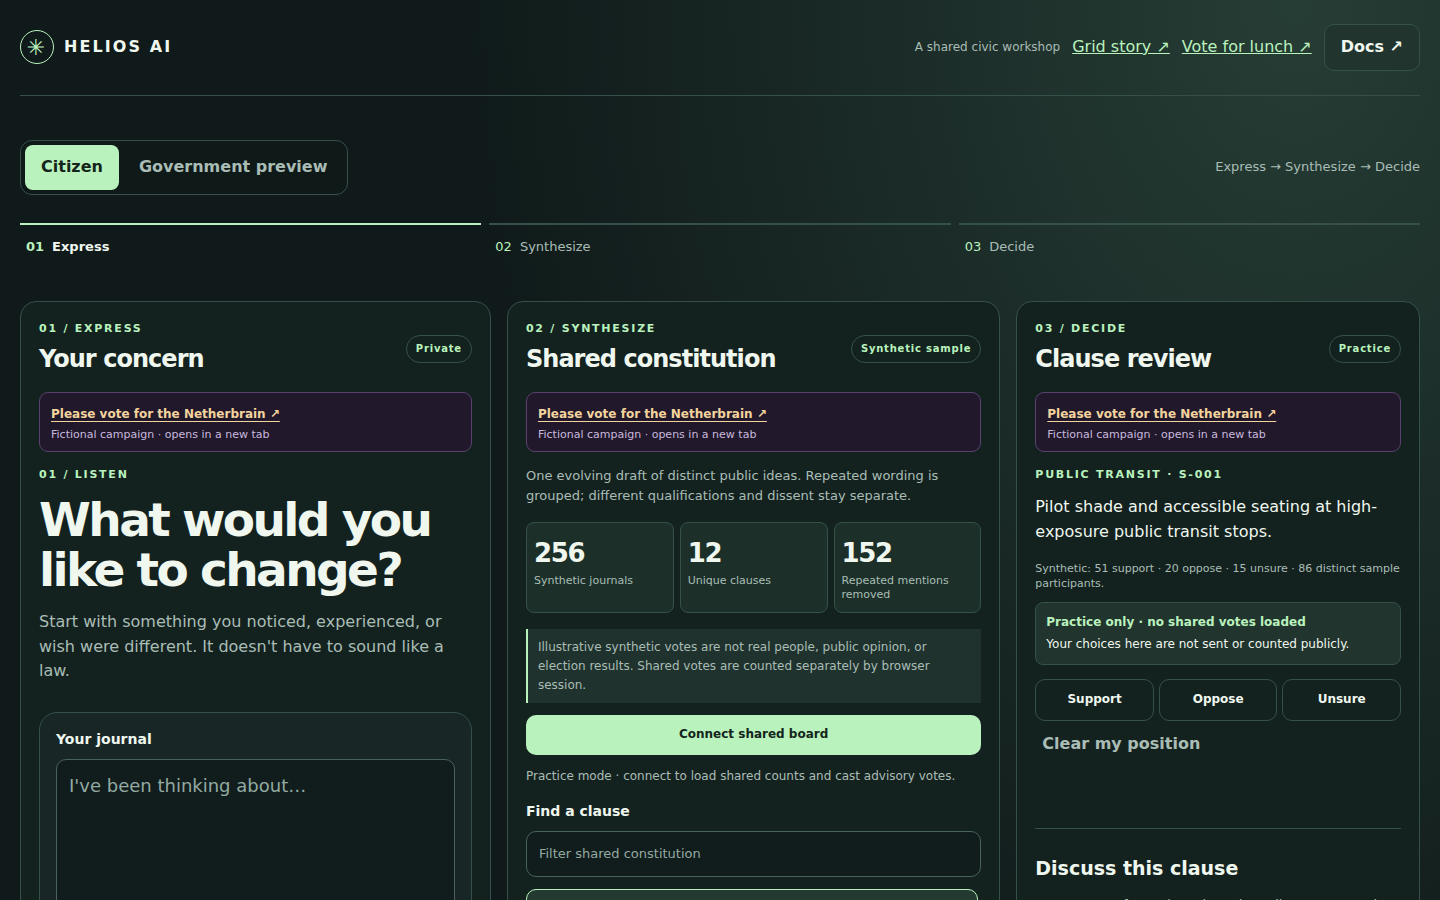 HELIOS AI
A shared civic workshop
Grid story ↗
Vote for lunch ↗
Docs ↗
Citizen
Government preview
Express → Synthesize → Decide
01 Express
02 Synthesize
03 Decide
01 / EXPRESS
Your concern
Private
Please vote for the Netherbrain ↗
Fictional campaign · opens in a new tab
01 / LISTEN
What would you
like to change?
Start with something you noticed, experienced, or
wish were different. It doesn't have to sound like a
law.
Your journal
I've been thinking about...
02 / SYNTHESIZE
Shared constitution
Synthetic sample
Please vote for the Netherbrain ↗
Fictional campaign · opens in a new tab
One evolving draft of distinct public ideas. Repeated wording is
grouped; different qualifications and dissent stay separate.
256
Synthetic journals
12
Unique clauses
152
Repeated mentions
removed
Illustrative synthetic votes are not real people, public opinion, or
election results. Shared votes are counted separately by browser
session.
Connect shared board
Practice mode · connect to load shared counts and cast advisory votes.
Find a clause
Filter shared constitution
03 / DECIDE
Clause review
Practice
Please vote for the Netherbrain ↗
Fictional campaign · opens in a new tab
PUBLIC TRANSIT · S-001
Pilot shade and accessible seating at high-
exposure public transit stops.
Synthetic: 51 support · 20 oppose · 15 unsure · 86 distinct sample
participants.
Practice only · no shared votes loaded
Your choices here are not sent or counted publicly.
Support
Oppose
Unsure
Clear my position
Discuss this clause